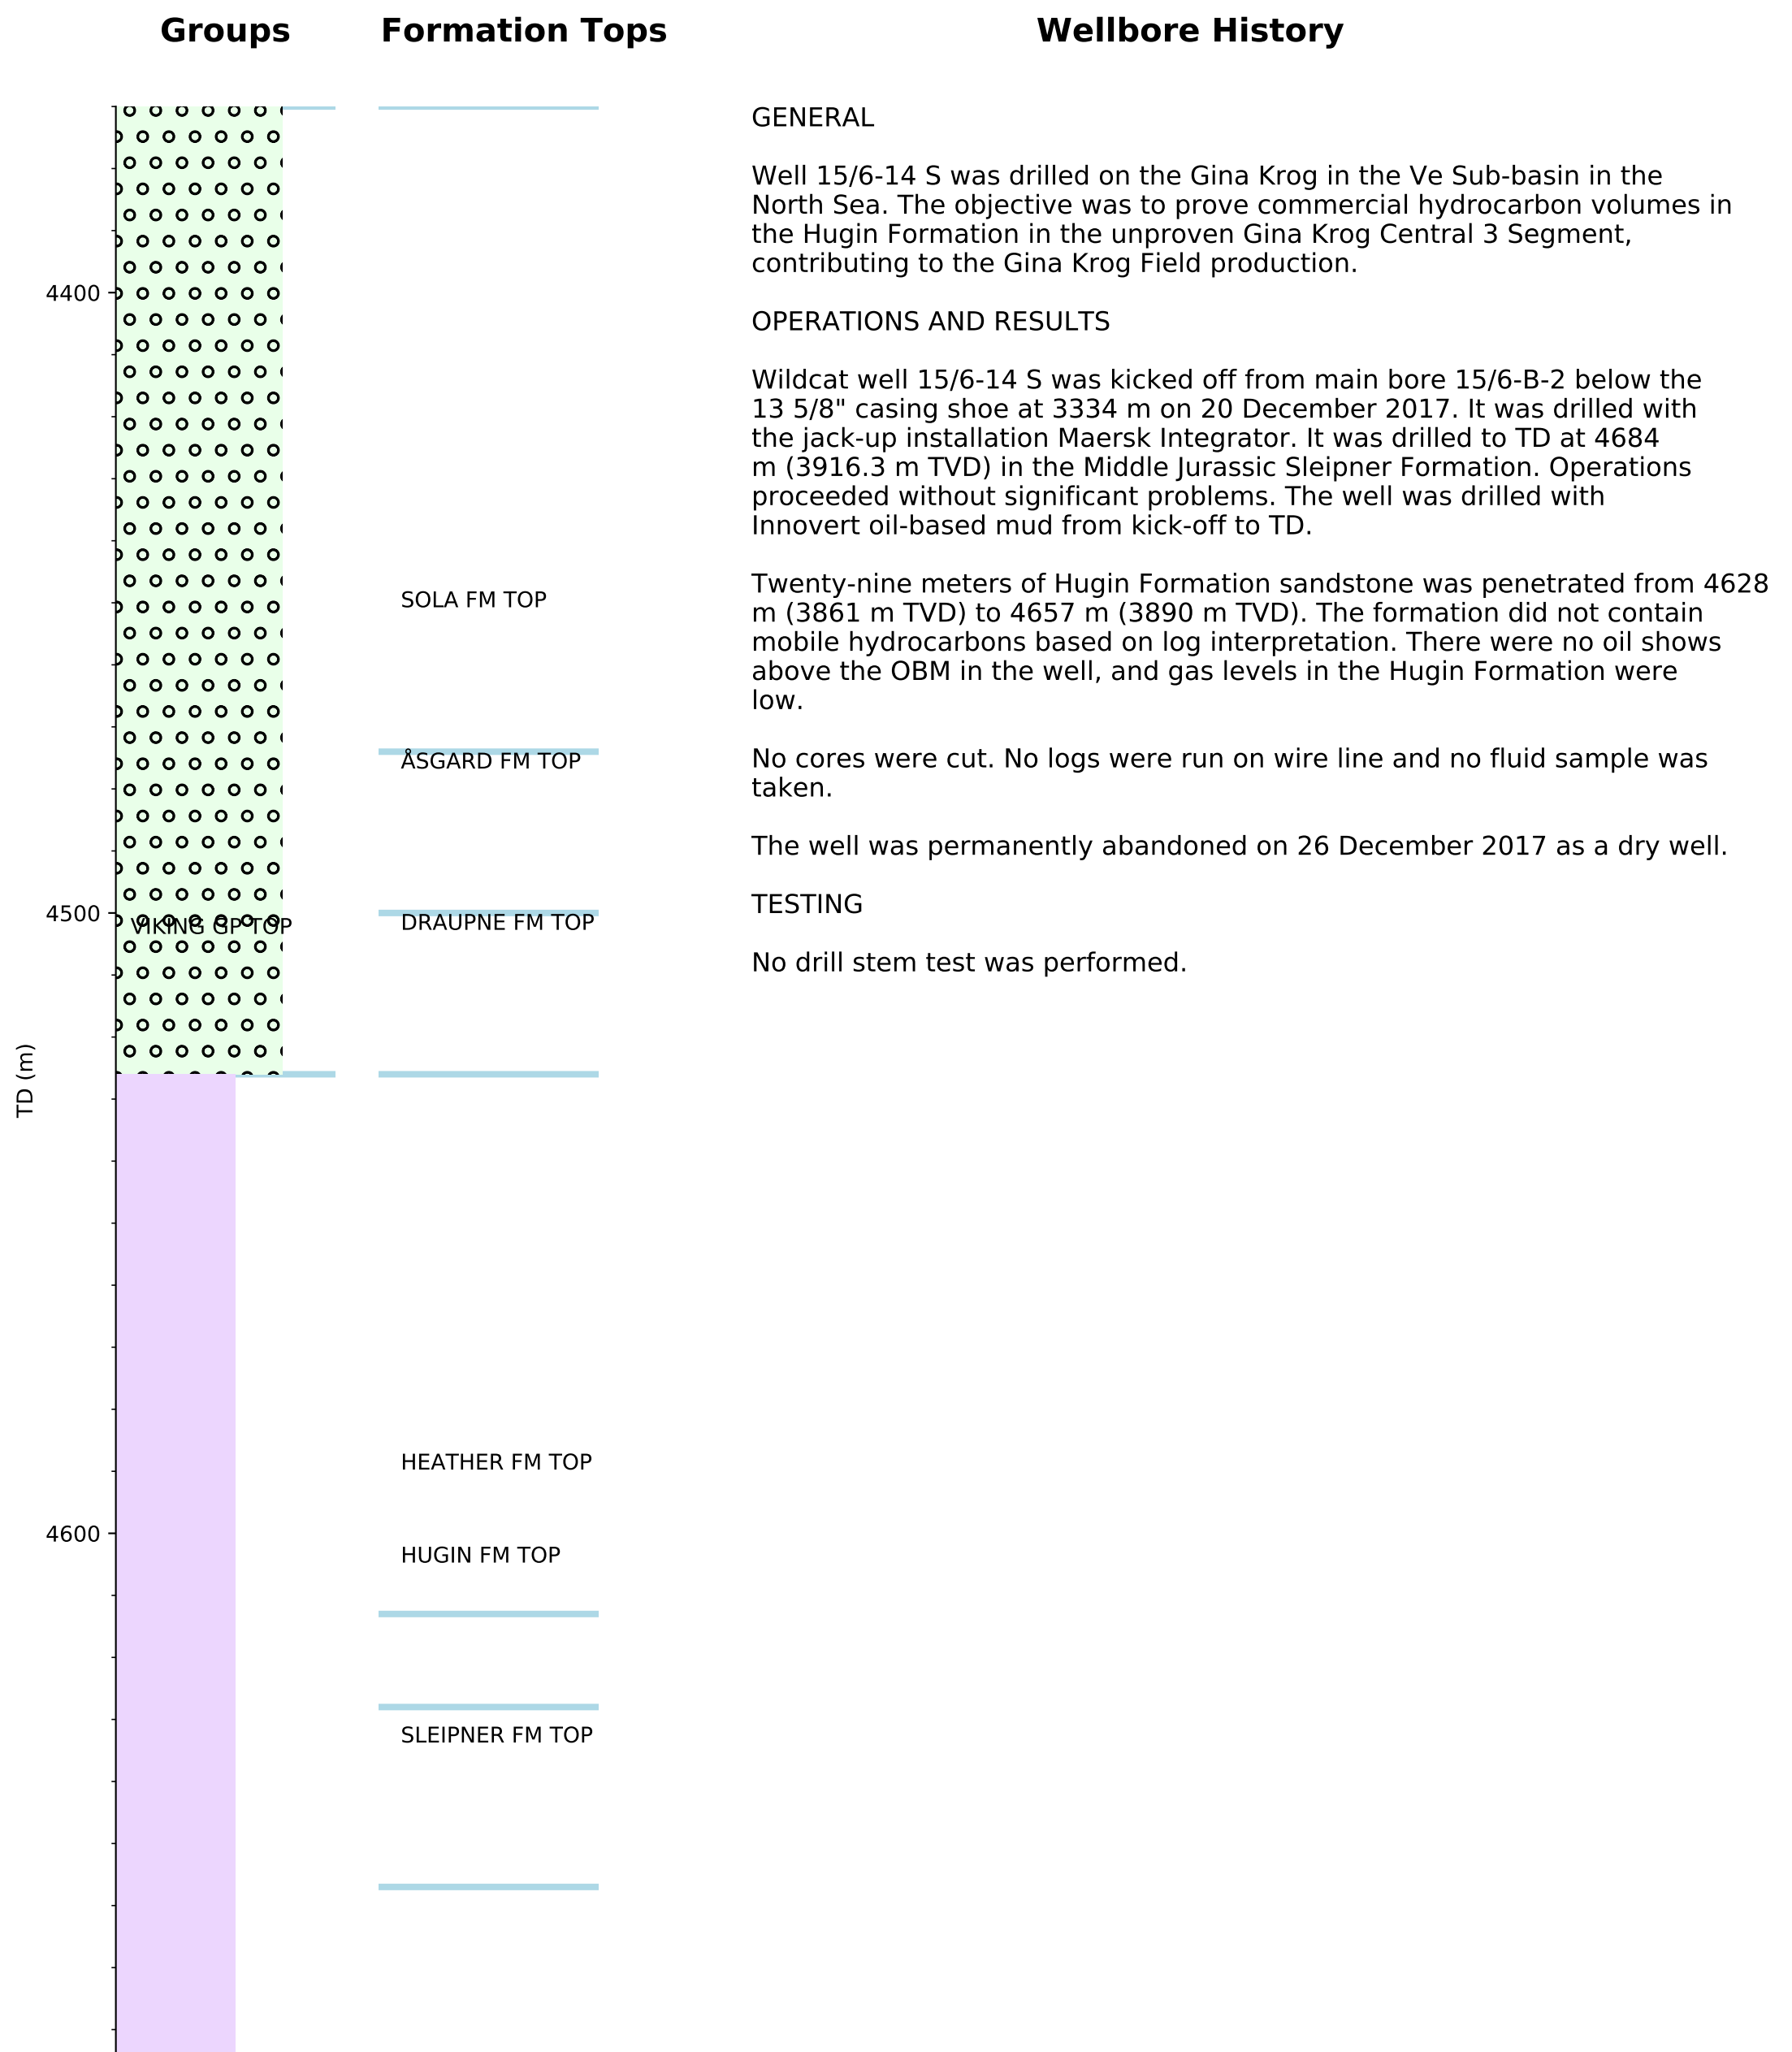 Groups
Formation Tops
Wellbore History
GENERAL
Well 15/6-14 S was drilled on the Gina Krog in the Ve Sub-basin in the
North Sea. The objective was to prove commercial hydrocarbon volumes in
the Hugin Formation in the unproven Gina Krog Central 3 Segment,
contributing to the Gina Krog Field production.
OPERATIONS AND RESULTS
Wildcat well 15/6-14 S was kicked off from main bore 15/6-B-2 below the
13 5/8" casing shoe at 3334 m on 20 December 2017. It was drilled with
the jack-up installation Maersk Integrator. It was drilled to TD at 4684
m (3916.3 m TVD) in the Middle Jurassic Sleipner Formation. Operations
proceeded without significant problems. The well was drilled with
Innovert oil-based mud from kick-off to TD.
Twenty-nine meters of Hugin Formation sandstone was penetrated from 4628
m (3861 m TVD) to 4657 m (3890 m TVD). The formation did not contain
mobile hydrocarbons based on log interpretation. There were no oil shows
above the OBM in the well, and gas levels in the Hugin Formation were
low.
No cores were cut. No logs were run on wire line and no fluid sample was
taken.
The well was permanently abandoned on 26 December 2017 as a dry well.
TESTING
No drill stem test was performed.
4400
4500
4600
TD (m)
VIKING GP TOP
SOLA FM TOP
ÅSGARD FM TOP
DRAUPNE FM TOP
HEATHER FM TOP
HUGIN FM TOP
SLEIPNER FM TOP